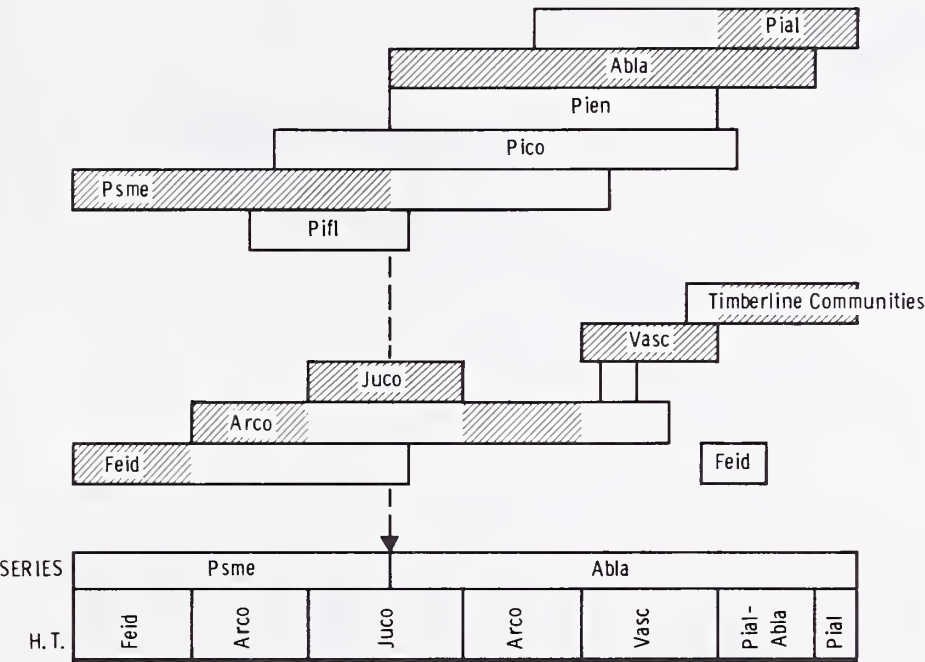 Pial
Abla
Pien
Pico
Psme
Pifl
Timberline Communities
Vasc
Juco
Arco
Feid
Feid
SERIES
Psme
Abla
H.T.
Feid
Arco
Juco
Arco
Vasc
Pial-
Abla
Pial